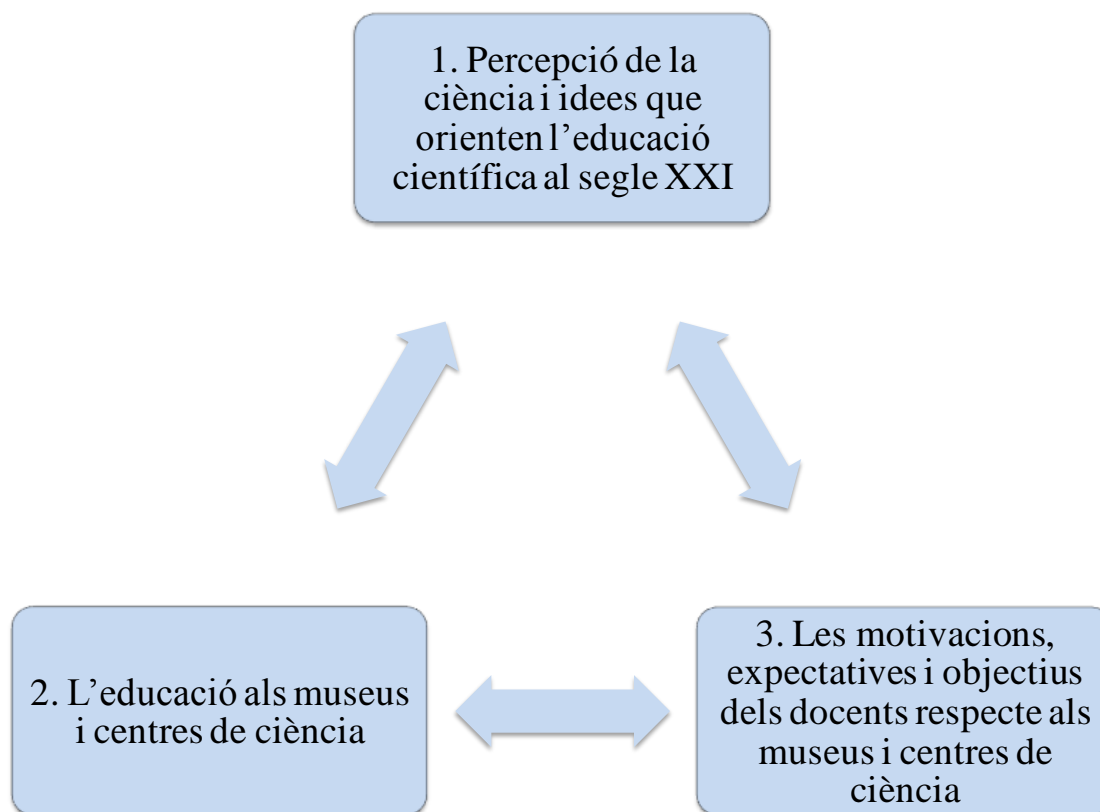 1. Percepció de la
ciència i idees que
orienten l’educació
científica al segle XXI
2. L’educació als museus
i centres de ciència
3. Les motivacions,
expectatives i objectius
dels docents respecte als
museus i centres de
ciència